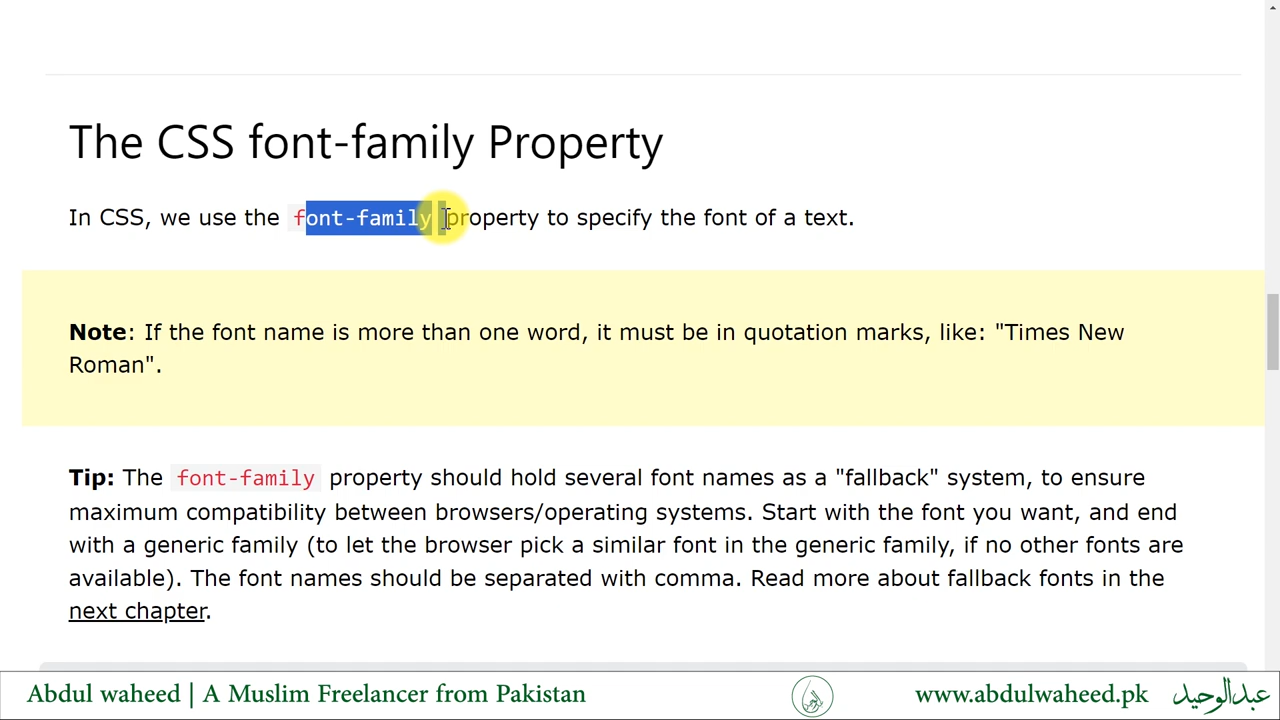 The CSS font-family Property
In CSS, we use the font-family property to specify the font of a text.
Note: If the font name is more than one word, it must be in quotation marks, like: "Times New
Roman".
Tip: The font-family property should hold several font names as a "fallback" system, to ensure
maximum compatibility between browsers/operating systems. Start with the font you want, and end
with a generic family (to let the browser pick a similar font in the generic family, if no other fonts are
available). The font names should be separated with comma. Read more about fallback fonts in the
next chapter.
Abdul waheed | A Muslim Freelancer from Pakistan www.abdulwaheed.pk عبدالوحيد